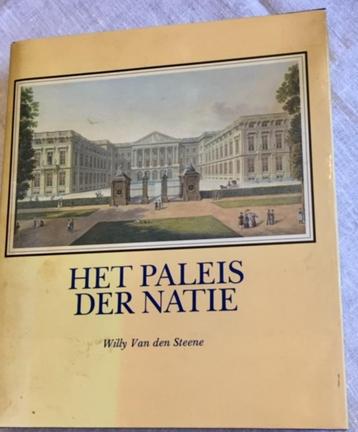 HET PALEIS
DER NATIE
Willy Van den Steene